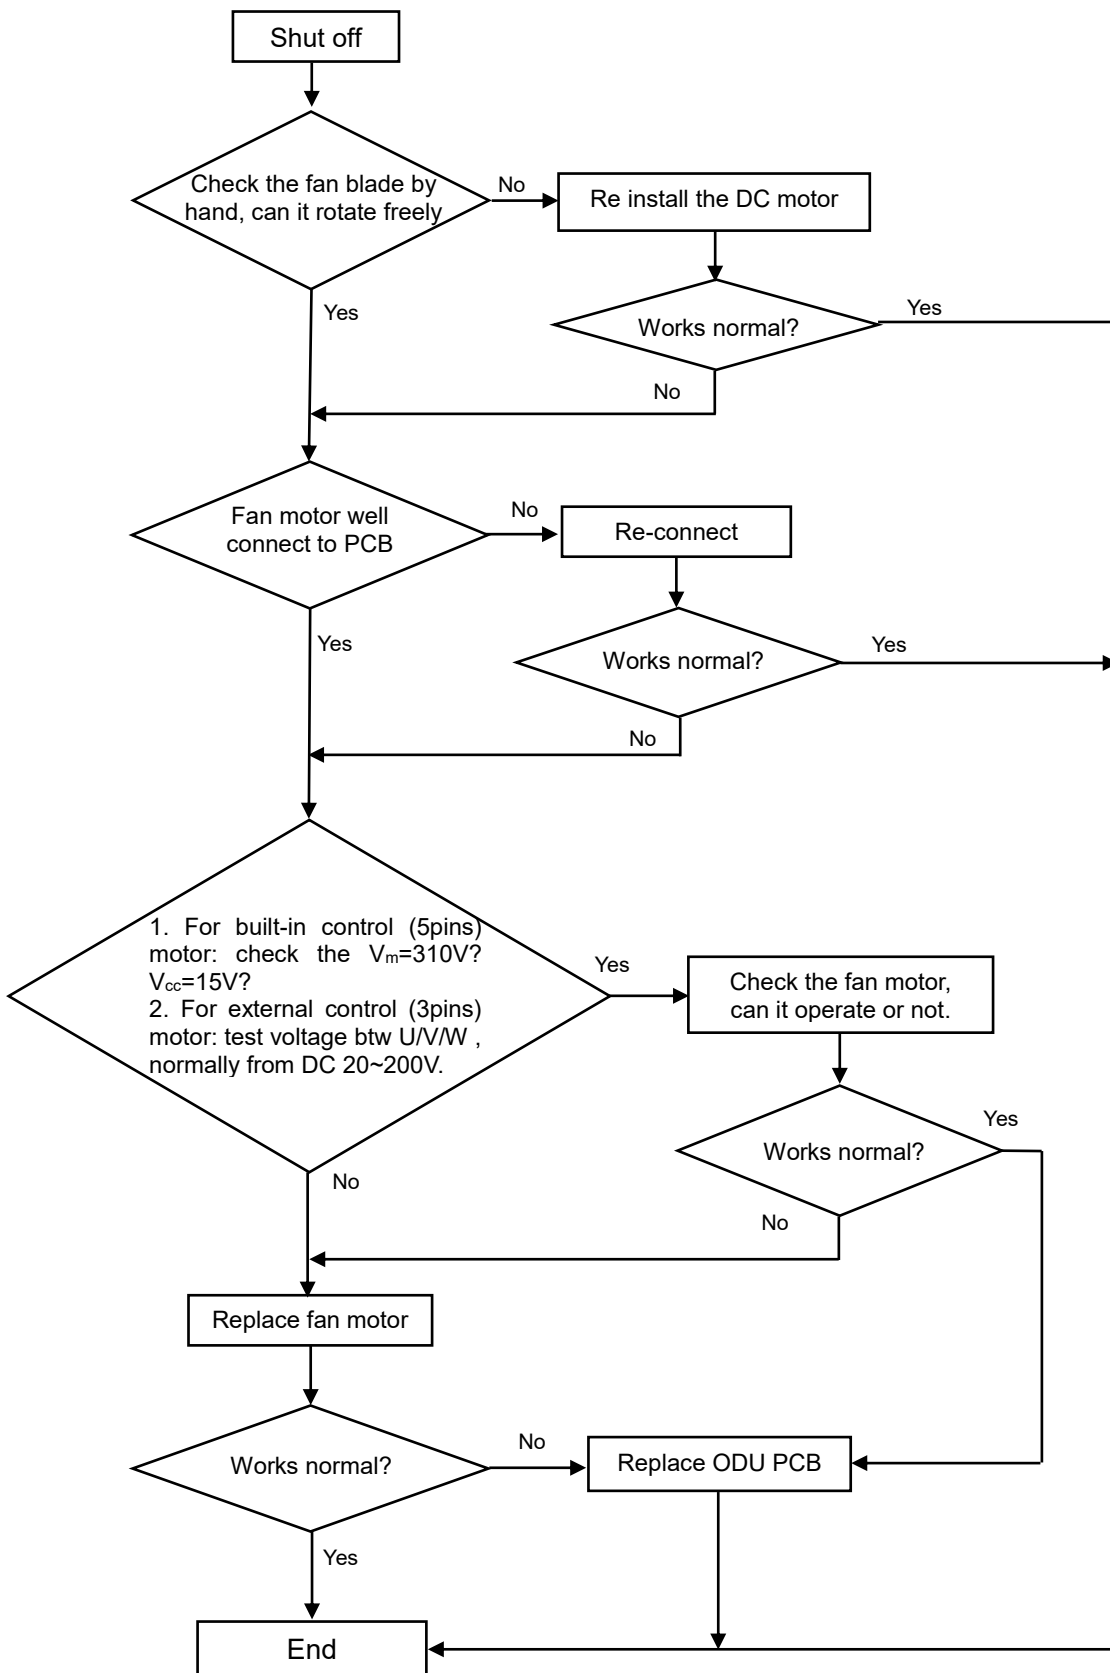 Shut off
Check the fan blade by
hand, can it rotate freely
No
Re install the DC motor
Yes
Works normal?
Yes
No
Fan motor well
connect to PCB
No
Re-connect
Yes
Works normal?
Yes
No
1. For built-in control (5pins)
motor: check the Vm=310V?
Vcc=15V?
2. For external control (3pins)
motor: test voltage btw U/V/W ,
normally from DC 20~200V.
Yes
Check the fan motor,
can it operate or not.
No
Works normal?
Yes
No
Replace fan motor
Works normal?
No
Replace ODU PCB
Yes
End